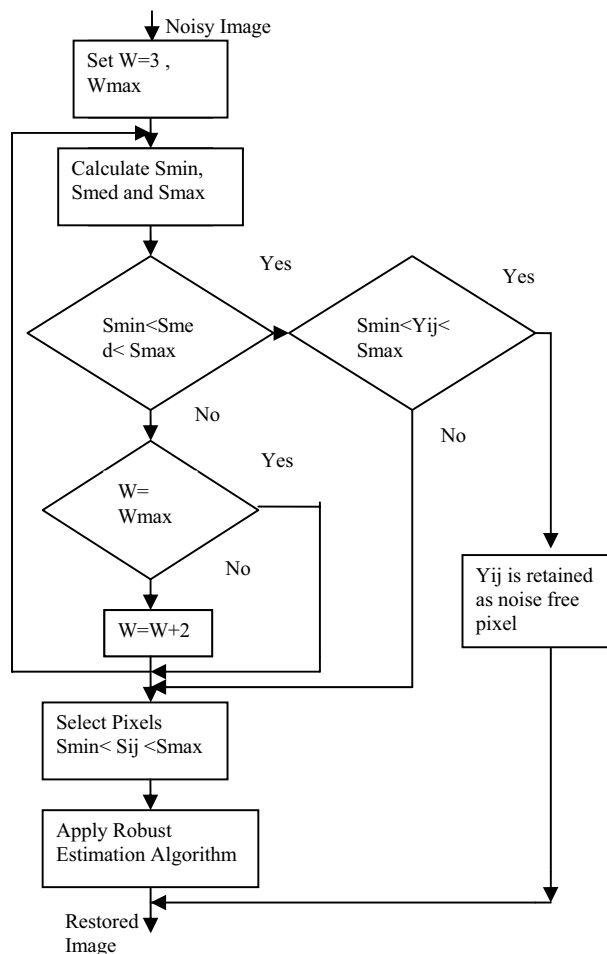 Noisy Image
Set W=3 ,
Wmax
Calculate Smin,
Smed and Smax
Yes
Yes
Smin<Sme
d< Smax
Smin<Yij<
Smax
No
No
Yes
W=
Wmax
No
Yij is retained
as noise free
pixel
W=W+2
Select Pixels
Smin< Sij <Smax
Apply Robust
Estimation Algorithm
Restored
Image